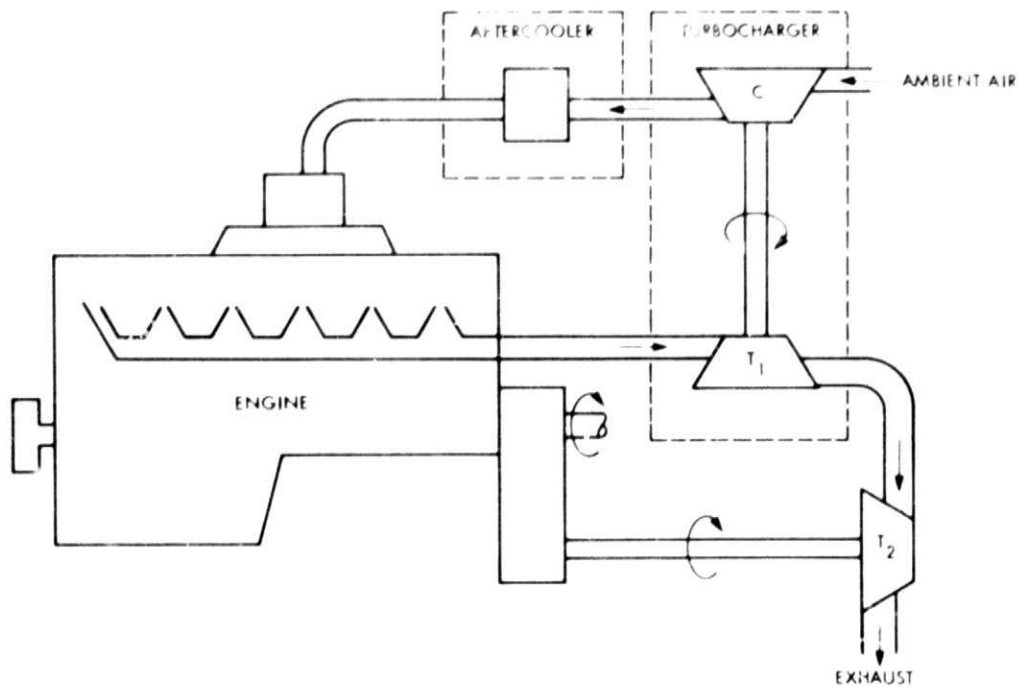 AFTERCOOLER
TURBOCHARGER
C
AMBIENT AIR
T1
ENGINE
T2
EXHAUST